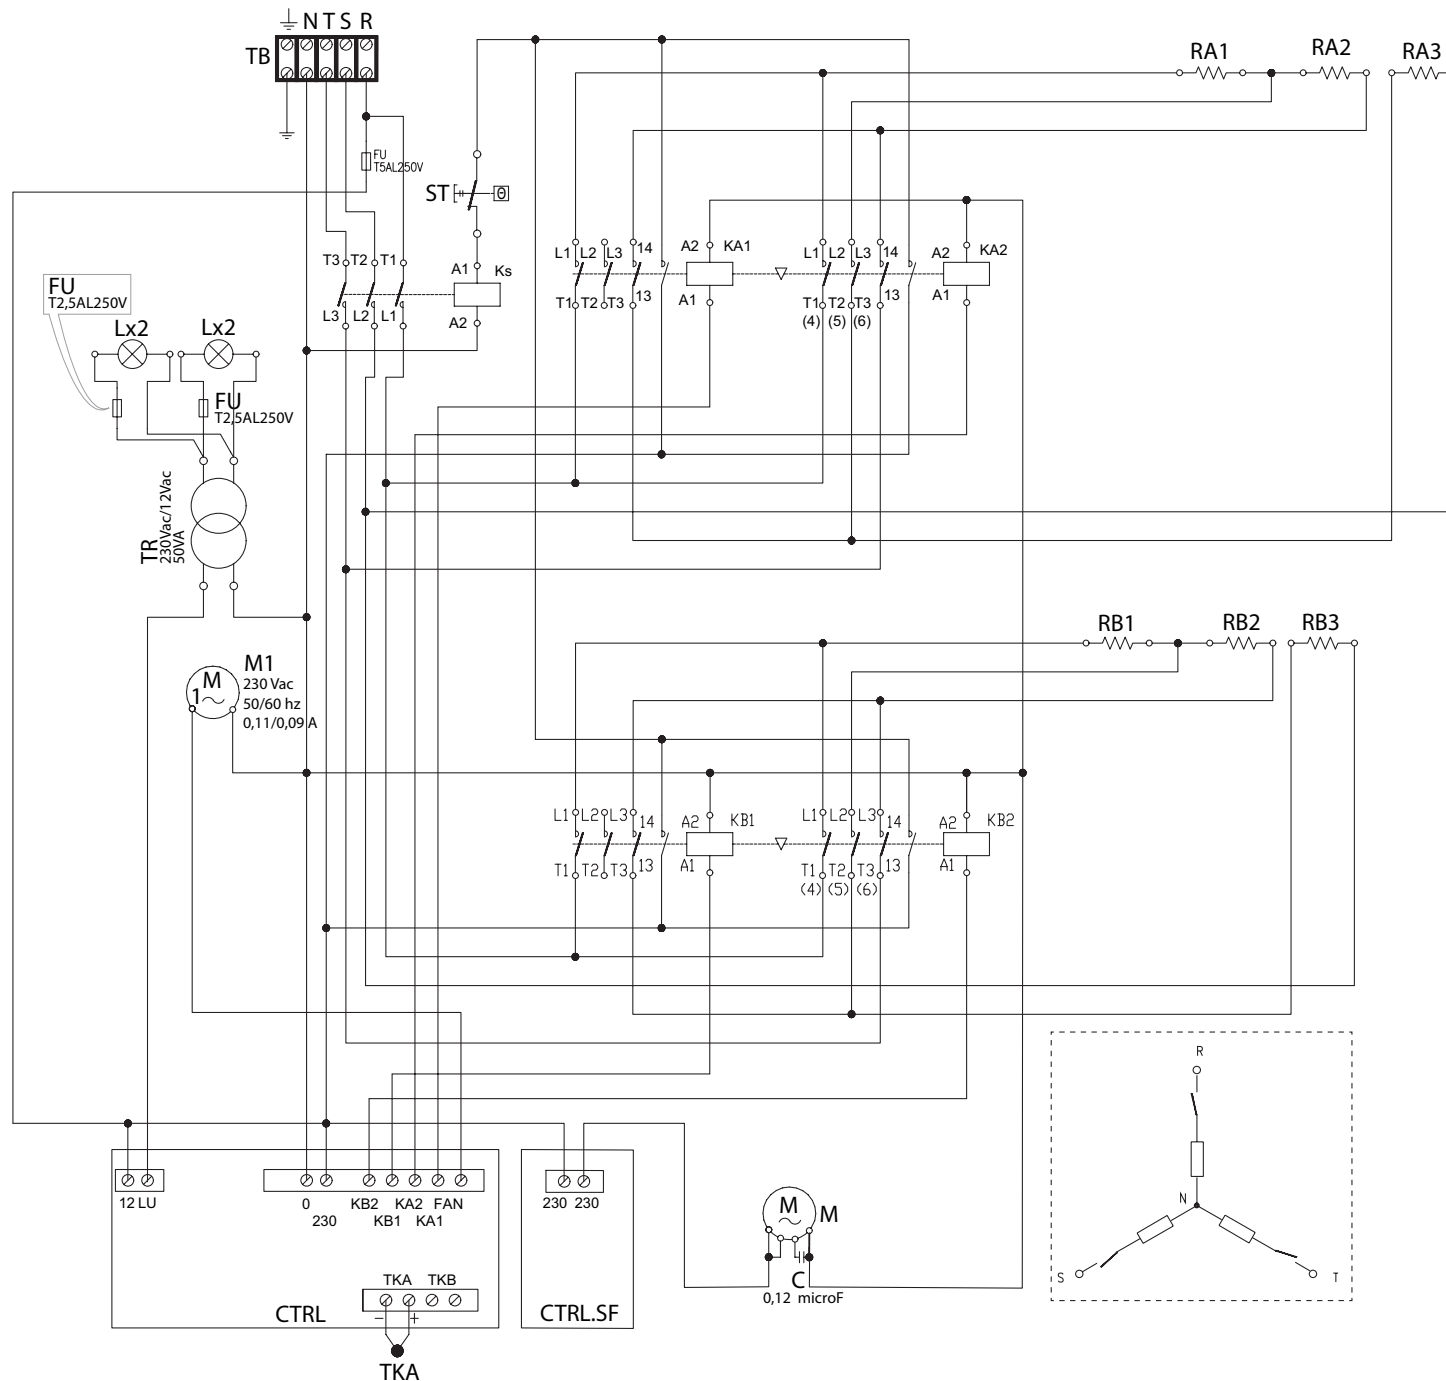 N T S R
TB
RA1 RA2 RA3
FU
T5AL250V
ST
0
T3 T2 T1
A1 Ks
L3 L2 L1
A2
L1 L2 L3 14
A2 KA1
A1
T1 T2 T3 13
L1 L2 L3 14
A2 KA2
A1
T1 T2 T3 13
(4) (5) (6)
FU
T2,5AL250V
Lx2 Lx2
FU
T2,5AL250V
TR
230Vac/12Vac
50VA
RB1 RB2 RB3
M1
230 Vac
50/60 hz
0,11/0,09 A
M
1
L1 L2 L3 14
A2 KB1
A1
T1 T2 T3 13
L1 L2 L3 14
A2 KB2
A1
T1 T2 T3 13
(4) (5) (6)
12 LU
0 KB2 KA2 FAN
230 KB1 KA1
TKA TKB
- +
CTRL
TKA
230 230
CTRL.SF
M
M
C
0,12 microF
R
N
S
T